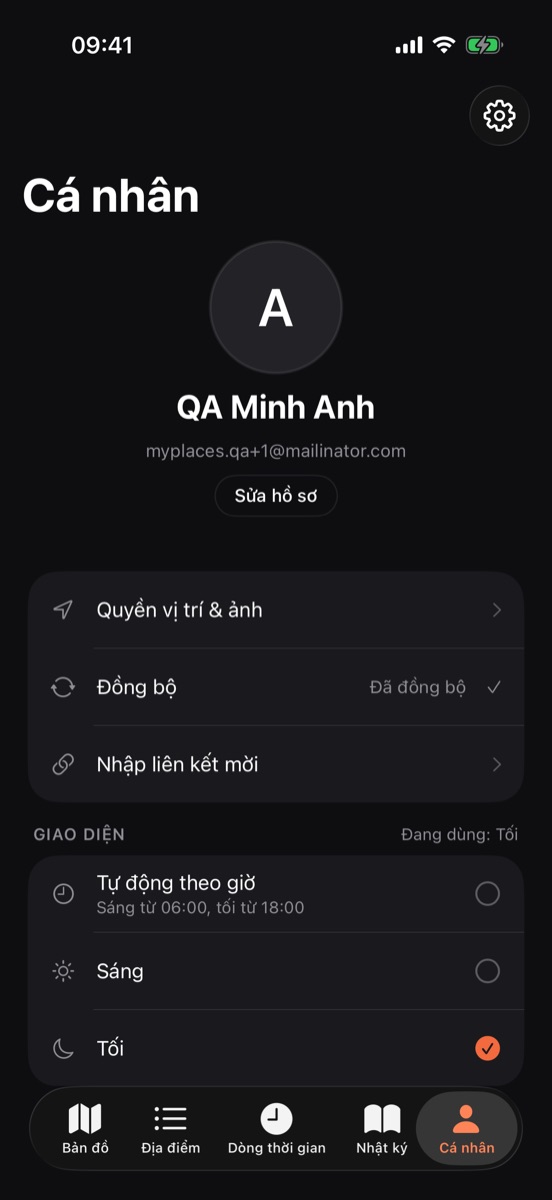 09:41
Cá nhân
A
QA Minh Anh
myplaces.qa+1@mailinator.com
Sửa hồ sơ
Quyền vị trí & ảnh
Đồng bộ Đã đồng bộ
Nhập liên kết mời
GIAO DIỆN Đang dùng: Tối
Tự động theo giờ
Sáng từ 06:00, tối từ 18:00
Sáng
Tối
Bản đồ Địa điểm Dòng thời gian Nhật ký Cá nhân